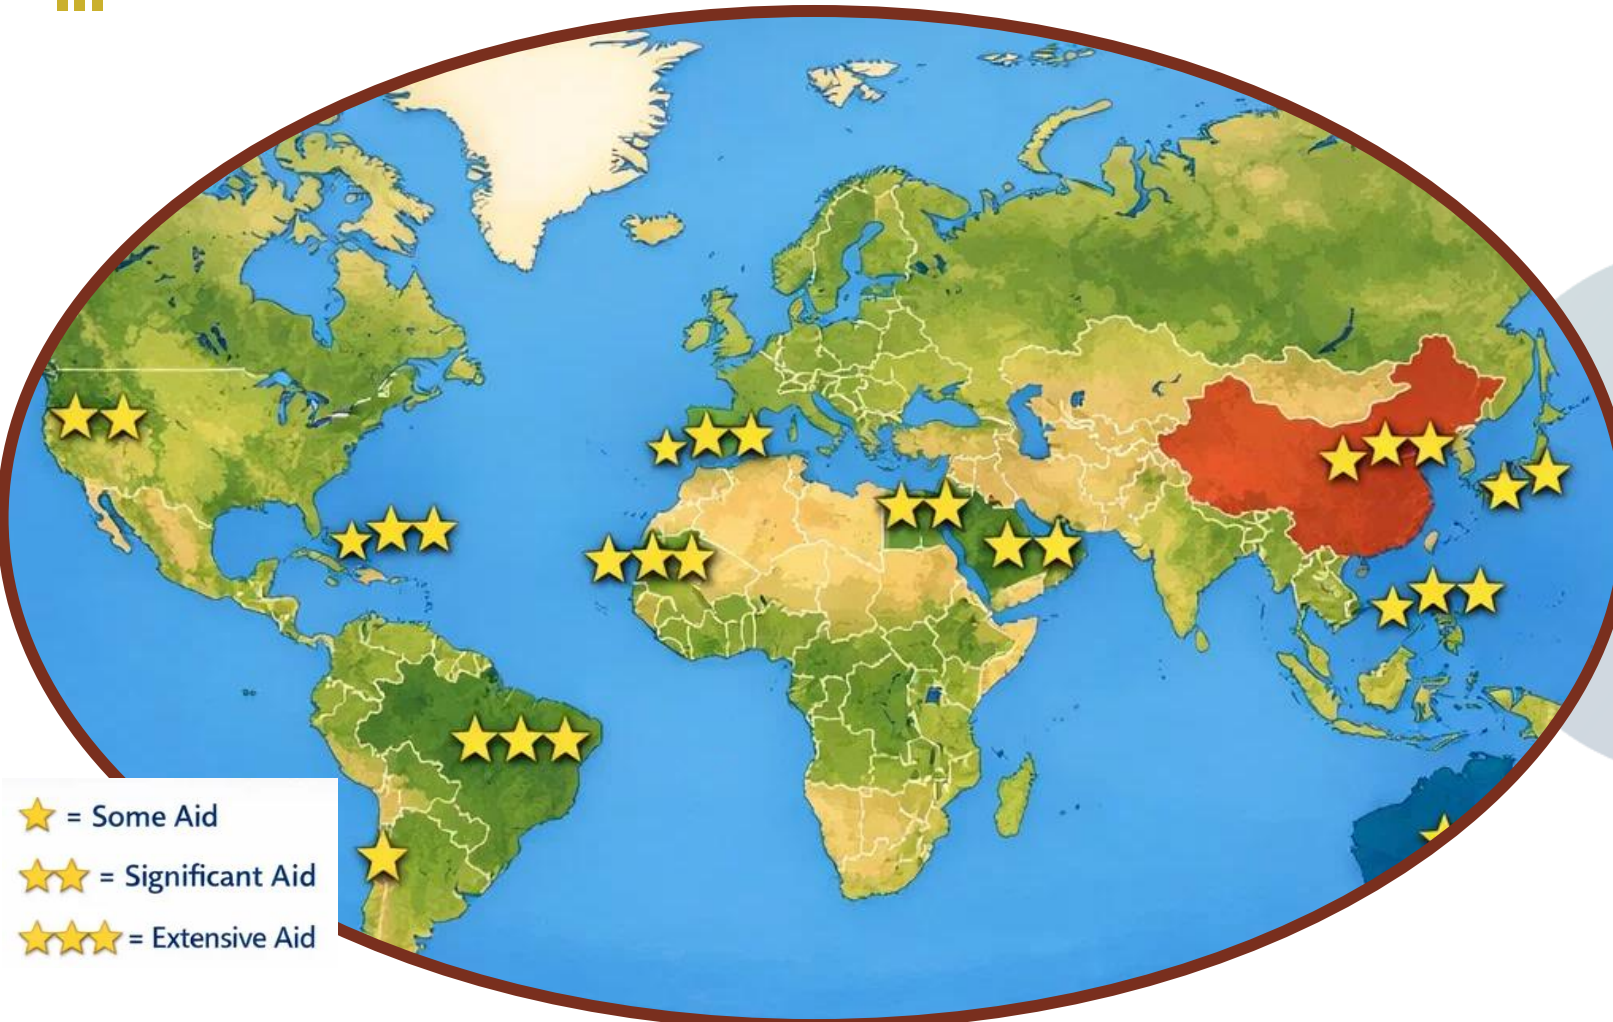 = Some Aid
= Significant Aid
= Extensive Aid